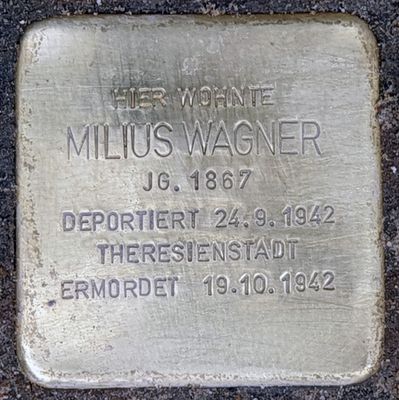 HIER WOHNTE
MILIUS WAGNER
JG. 1867
DEPORTIERT 24.9.1942
THERESIENSTADT
ERMORDET 19.10.1942